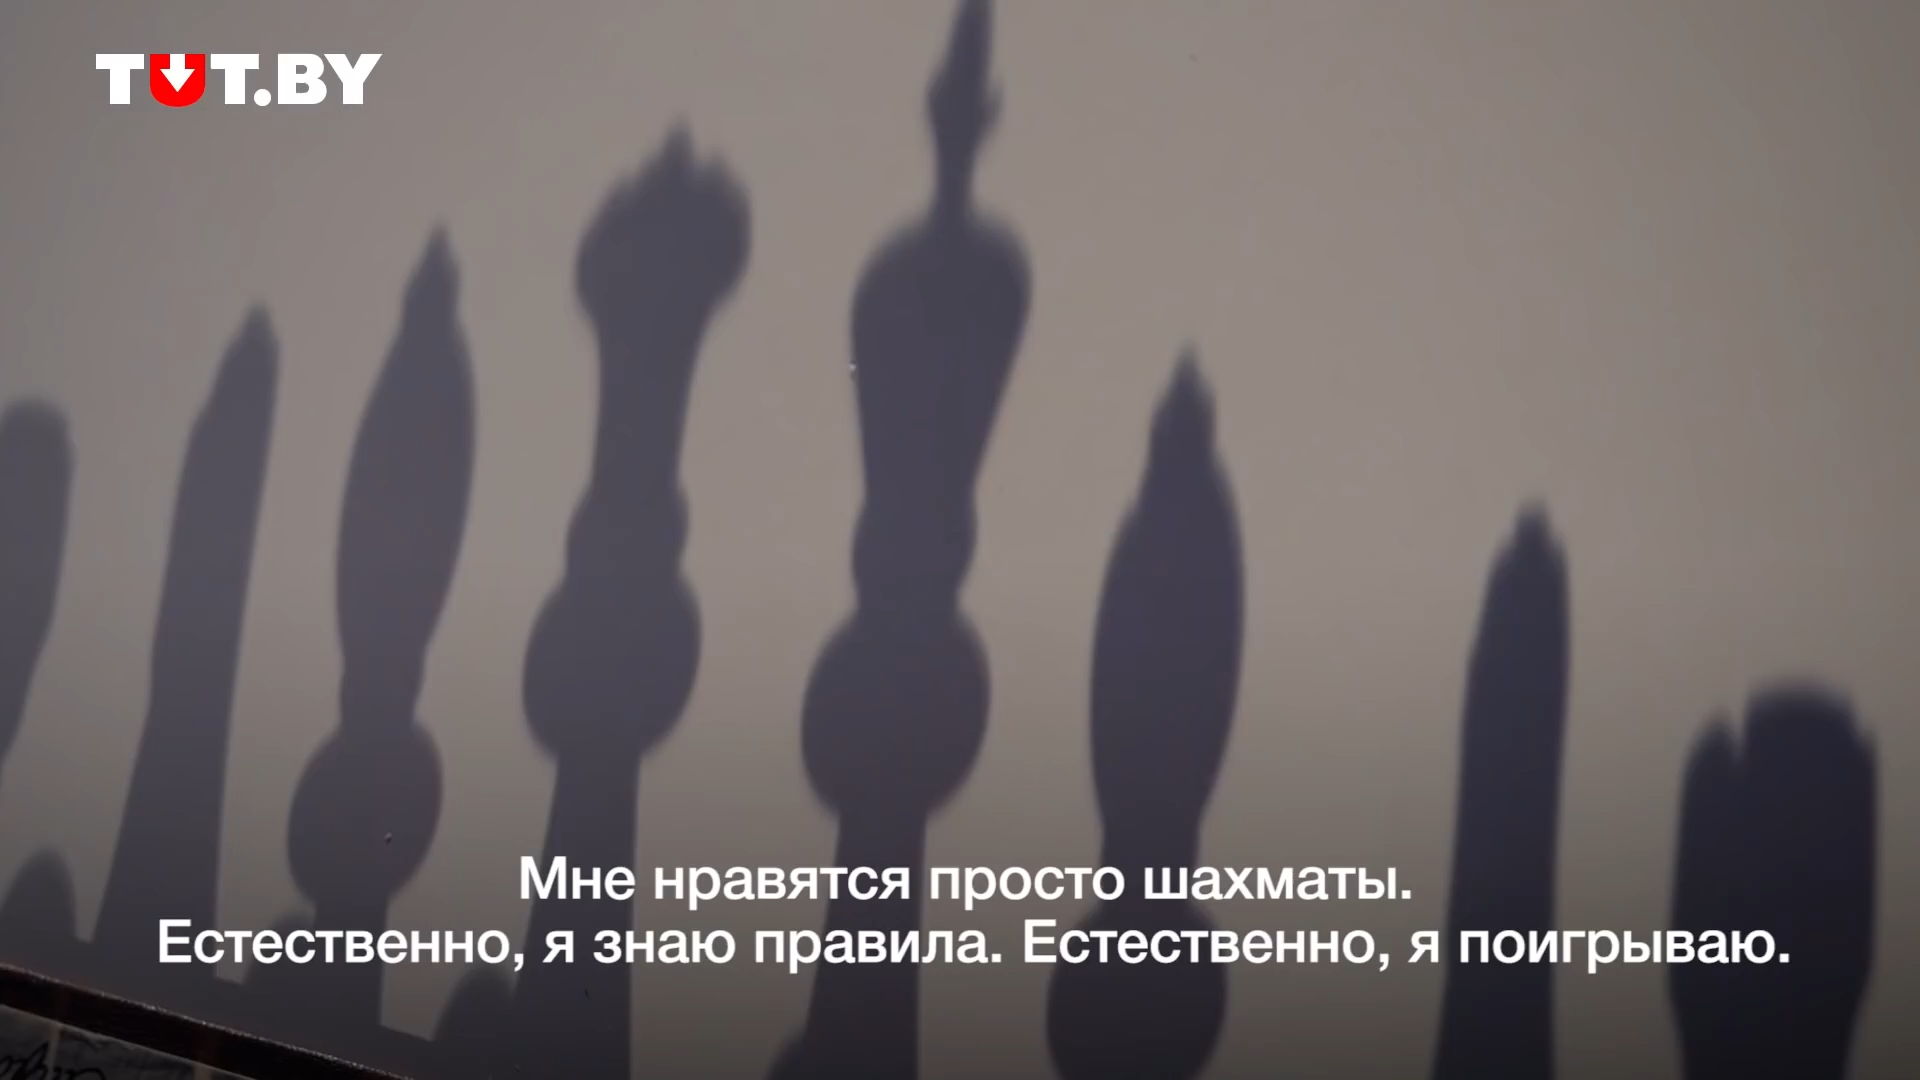 TUT.BY
Мне нравятся просто шахматы.
Естественно, я знаю правила. Естественно, я поигрываю.